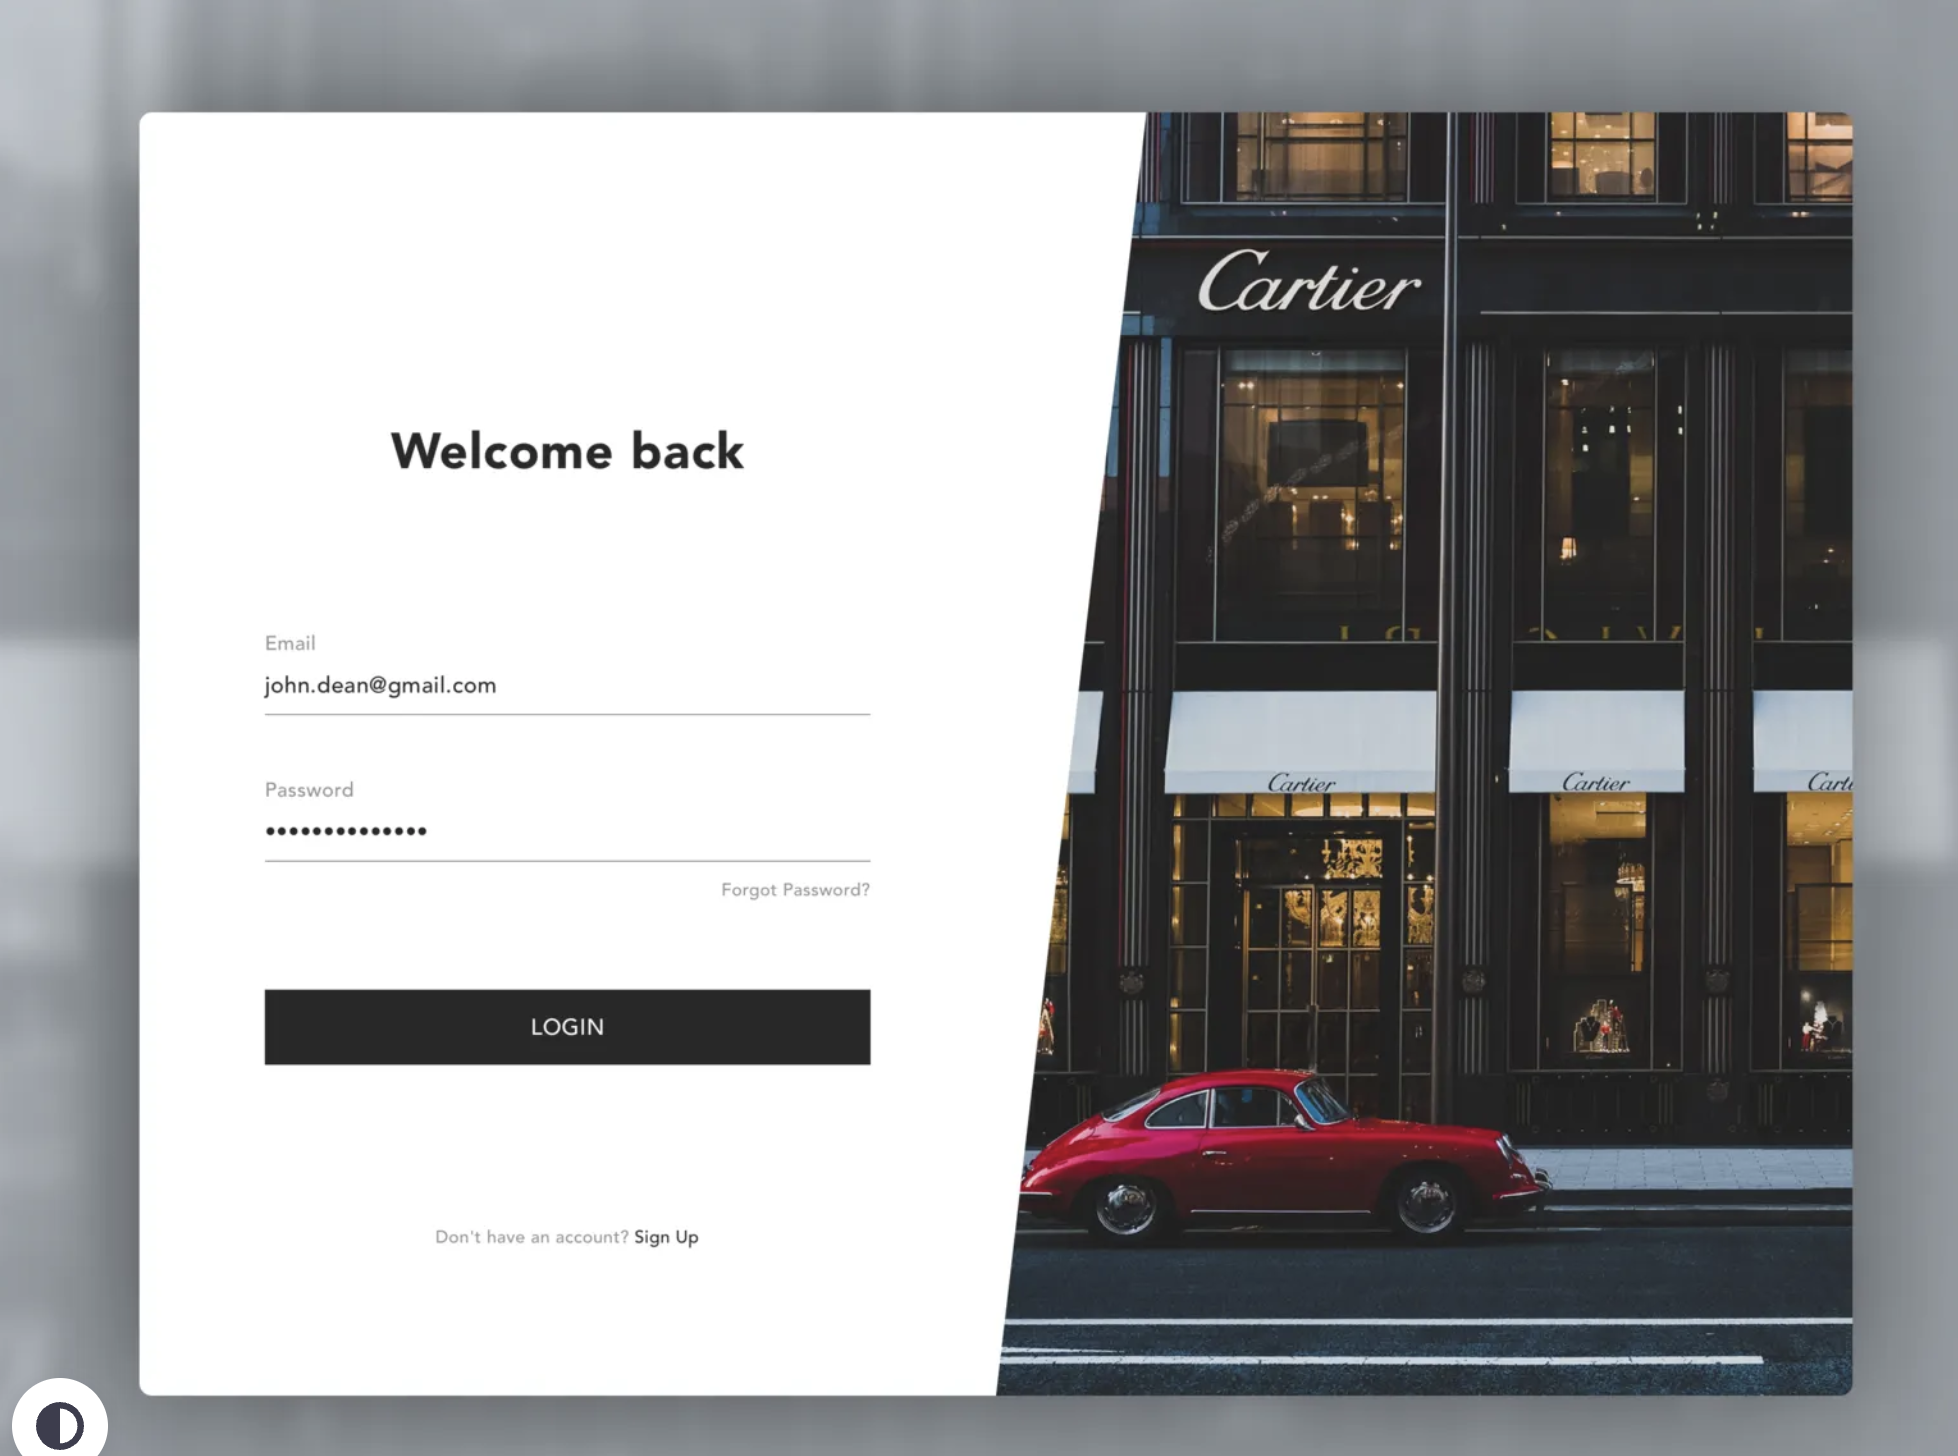 Welcome back
Email
john.dean@gmail.com
Password
••••••••••••••
Forgot Password?
LOGIN
Don't have an account? Sign Up
Cartier
Cartier
Cartier